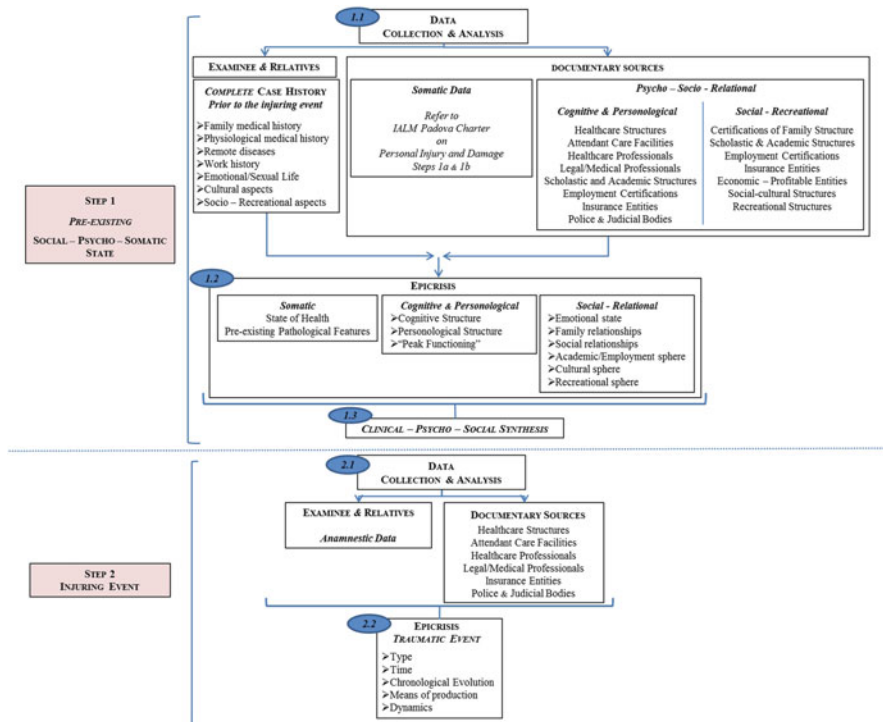 1.1
DATA
COLLECTION & ANALYSIS
EXAMINEE & RELATIVES
COMPLETE CASE HISTORY
Prior to the injuring event
➢Family medical history
➢Physiological medical history
➢Remote diseases
➢Work history
➢Emotional/Sexual Life
➢Cultural aspects
➢Socio – Recreational aspects
DOCUMENTARY SOURCES
Somatic Data
Refer to
IALM Padova Charter
on
Personal Injury and Damage
Steps 1a & 1b
Psycho – Socio - Relational
Cognitive & Personological
Healthcare Structures
Attendant Care Facilities
Healthcare Professionals
Legal/Medical Professionals
Scholastic and Academic Structures
Employment Certifications
Insurance Entities
Police & Judicial Bodies
Social - Recreational
Certifications of Family Structure
Scholastic & Academic Structures
Employment Certifications
Insurance Entities
Economic – Profitable Entities
Social-cultural Structures
Recreational Structures
STEP 1
PRE-EXISTING
SOCIAL – PSYCHO – SOMATIC
STATE
1.2
EPICRISIS
Somatic
State of Health
Pre-existing Pathological Features
Cognitive & Personological
➢Cognitive Structure
➢Personological Structure
➢“Peak Functioning”
Social - Relational
➢Emotional state
➢Family relationships
➢Social relationships
➢Academic/Employment sphere
➢Cultural sphere
➢Recreational sphere
1.3
CLINICAL – PSYCHO – SOCIAL SYNTHESIS
2.1
DATA
COLLECTION & ANALYSIS
EXAMINEE & RELATIVES
Anamnestic Data
DOCUMENTARY SOURCES
Healthcare Structures
Attendant Care Facilities
Healthcare Professionals
Legal/Medical Professionals
Insurance Entities
Police & Judicial Bodies
STEP 2
INJURING EVENT
2.2
EPICRISIS
TRAUMATIC EVENT
➢Type
➢Time
➢Chronological Evolution
➢Means of production
➢Dynamics